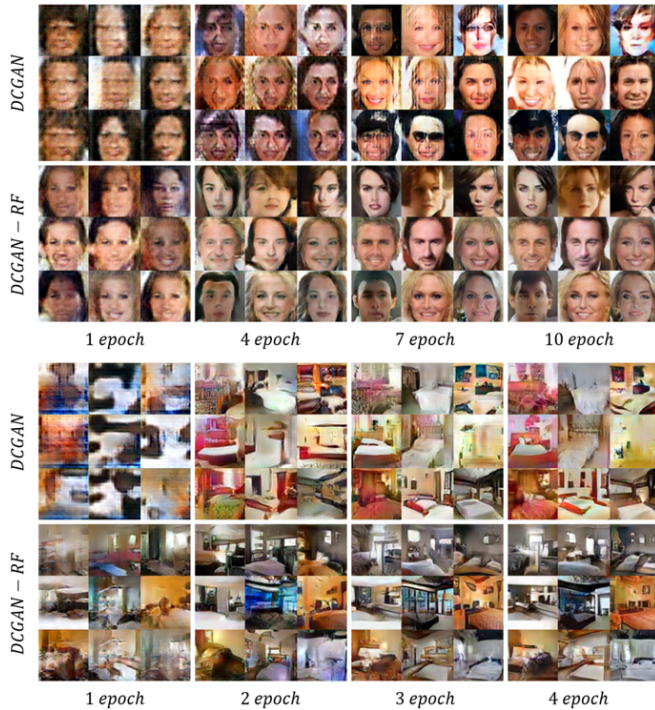 DCGAN
DCGAN − RF
1 epoch 4 epoch 7 epoch 10 epoch
DCGAN
DCGAN − RF
1 epoch 2 epoch 3 epoch 4 epoch